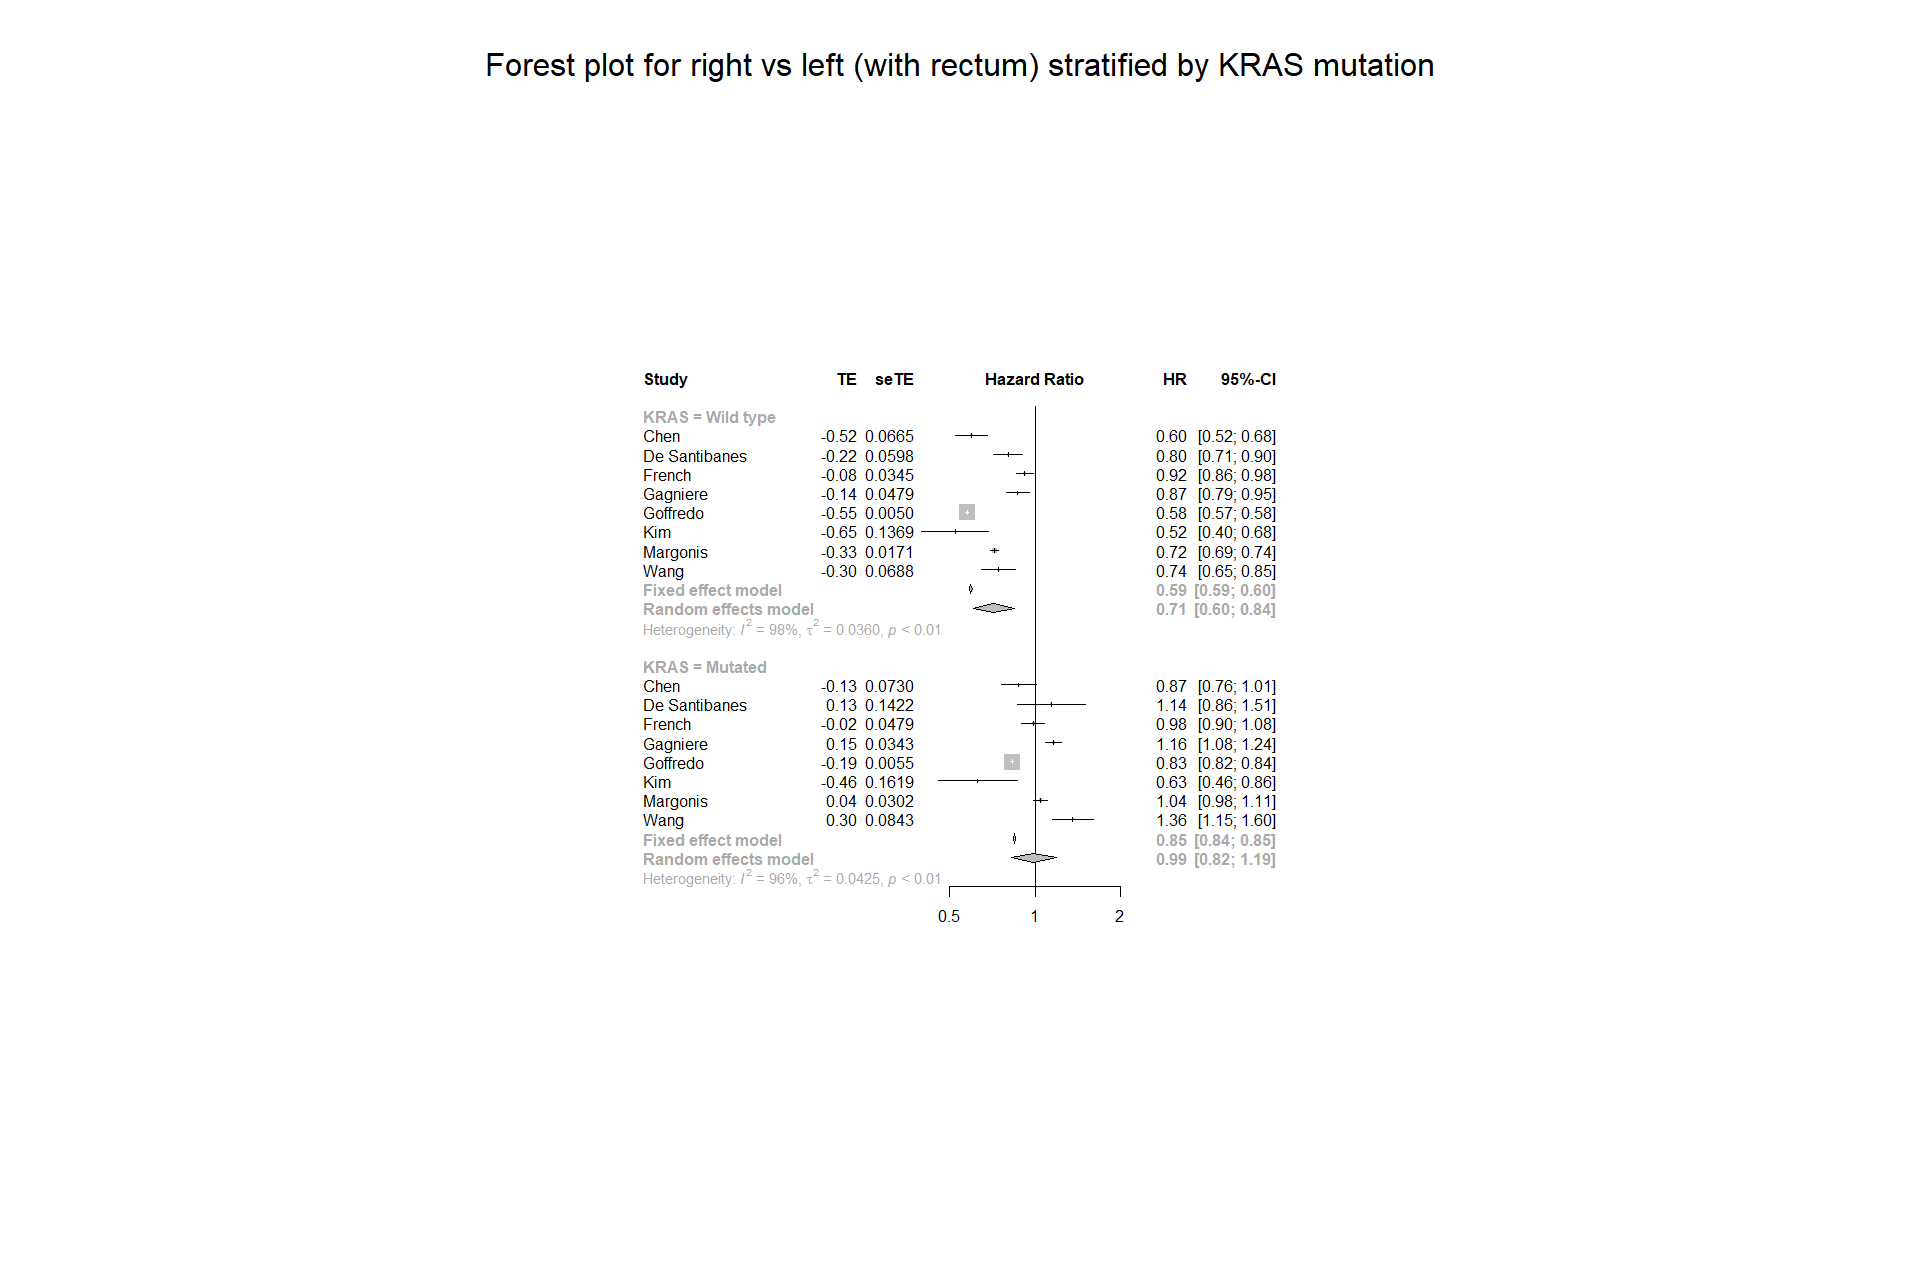 Forest plot for right vs left (with rectum) stratified by KRAS mutation
Study TE seTE Hazard Ratio HR 95%-CI
KRAS = Wild type
Chen -0.52 0.0665 0.60 [0.52; 0.68]
De Santibanes -0.22 0.0598 0.80 [0.71; 0.90]
French -0.08 0.0345 0.92 [0.86; 0.98]
Gagniere -0.14 0.0479 0.87 [0.79; 0.95]
Goffredo -0.55 0.0050 0.58 [0.57; 0.58]
Kim -0.65 0.1369 0.52 [0.40; 0.68]
Margonis -0.33 0.0171 0.72 [0.69; 0.74]
Wang -0.30 0.0688 0.74 [0.65; 0.85]
Fixed effect model 0.59 [0.59; 0.60]
Random effects model 0.71 [0.60; 0.84]
Heterogeneity: I² = 98%, τ² = 0.0360, p < 0.01
KRAS = Mutated
Chen -0.13 0.0730 0.87 [0.76; 1.01]
De Santibanes 0.13 0.1422 1.14 [0.86; 1.51]
French -0.02 0.0479 0.98 [0.90; 1.08]
Gagniere 0.15 0.0343 1.16 [1.08; 1.24]
Goffredo -0.19 0.0055 0.83 [0.82; 0.84]
Kim -0.46 0.1619 0.63 [0.46; 0.86]
Margonis 0.04 0.0302 1.04 [0.98; 1.11]
Wang 0.30 0.0843 1.36 [1.15; 1.60]
Fixed effect model 0.85 [0.84; 0.85]
Random effects model 0.99 [0.82; 1.19]
Heterogeneity: I² = 96%, τ² = 0.0425, p < 0.01
0.5 1 2